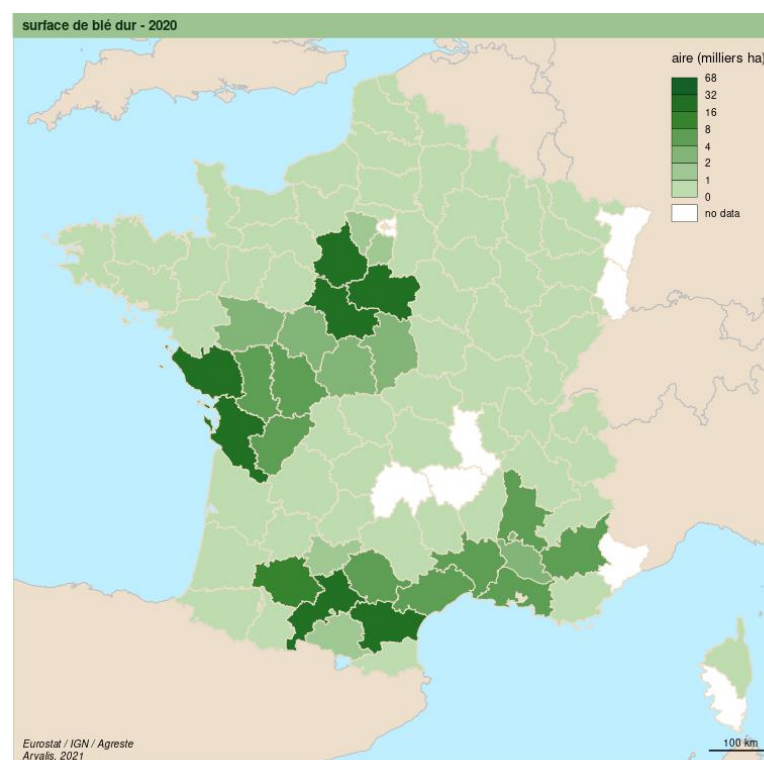 surface de blé dur - 2020
aire (milliers ha)
68
32
16
8
4
2
1
0
no data
100 km
Eurostat / IGN / Agreste
Arvalis, 2021